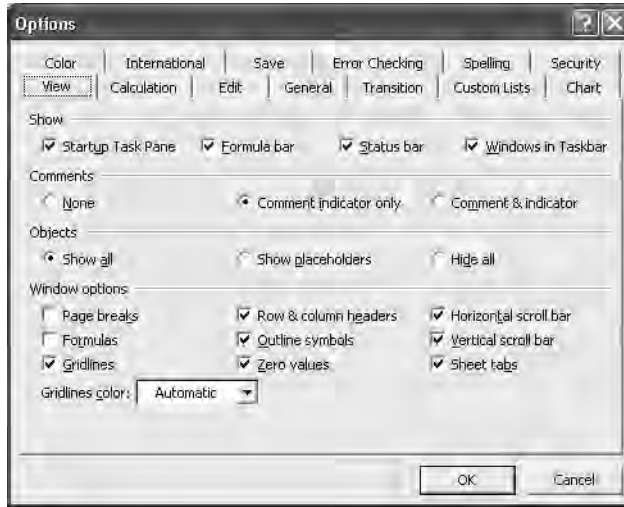 Options
Color International Save Error Checking Spelling Security
View Calculation Edit General Transition Custom Lists Chart
Show
Startup Task Pane Formula bar Status bar Windows in Taskbar
Comments
None Comment indicator only Comment & indicator
Objects
Show all Show placeholders Hide all
Window options
Page breaks Row & column headers Horizontal scroll bar
Formulas Outline symbols Vertical scroll bar
Gridlines Zero values Sheet tabs
Gridlines color: Automatic
OK Cancel